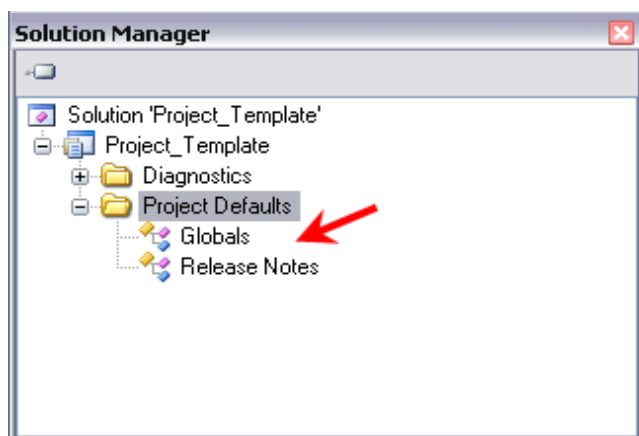 Solution Manager
Solution 'Project_Template'
Project_Template
Diagnostics
Project Defaults
Globals
Release Notes